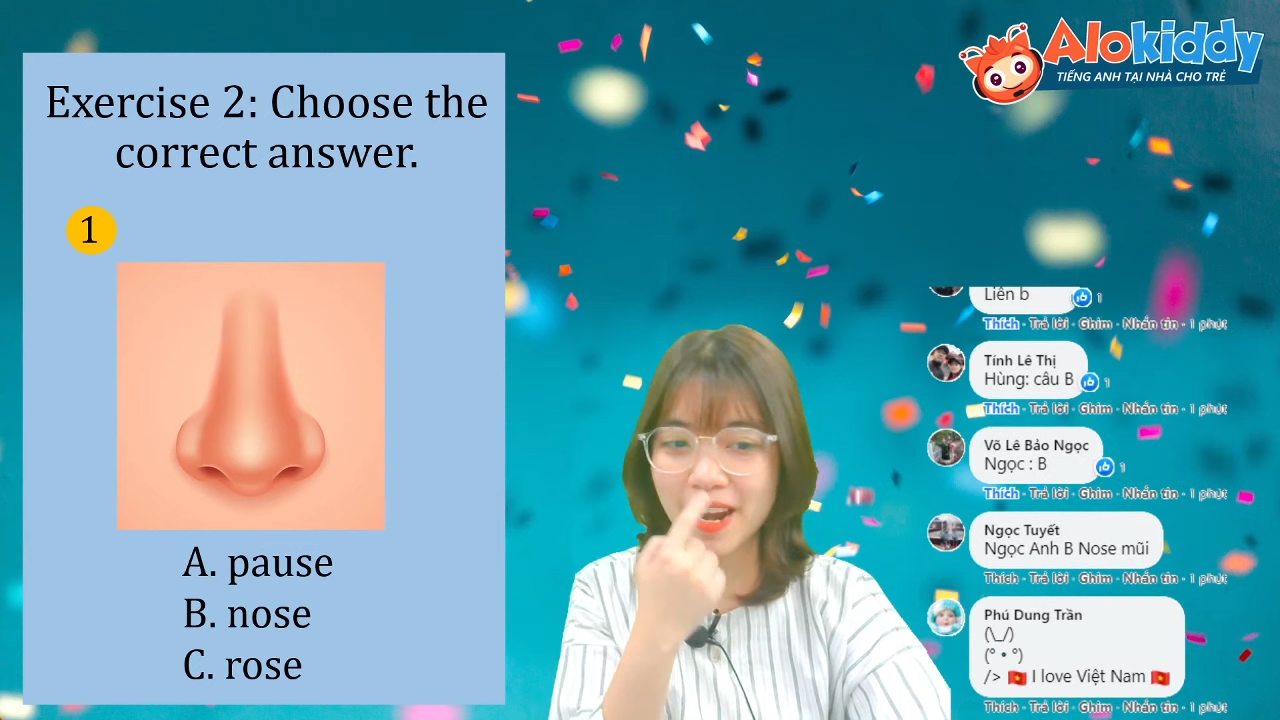 Exercise 2: Choose the
correct answer.
1
A. pause
B. nose
C. rose
Alokiddy
TIẾNG ANH TẠI NHÀ CHO TRẺ
Liên b
1
Thích · Trả lời · Ghim · Nhắn tin · 1 phút
Tính Lê Thị
Hùng: câu B
1
Thích · Trả lời · Ghim · Nhắn tin · 1 phút
Võ Lê Bảo Ngọc
Ngọc : B
1
Thích · Trả lời · Ghim · Nhắn tin · 1 phút
Ngọc Tuyết
Ngọc Anh B Nose mũi
Thích · Trả lời · Ghim · Nhắn tin · 1 phút
Phú Dung Trần
(\_/)
(° • °)
/> 🇻🇳 I love Việt Nam 🇻🇳
Thích · Trả lời · Ghim · Nhắn tin · 1 phút